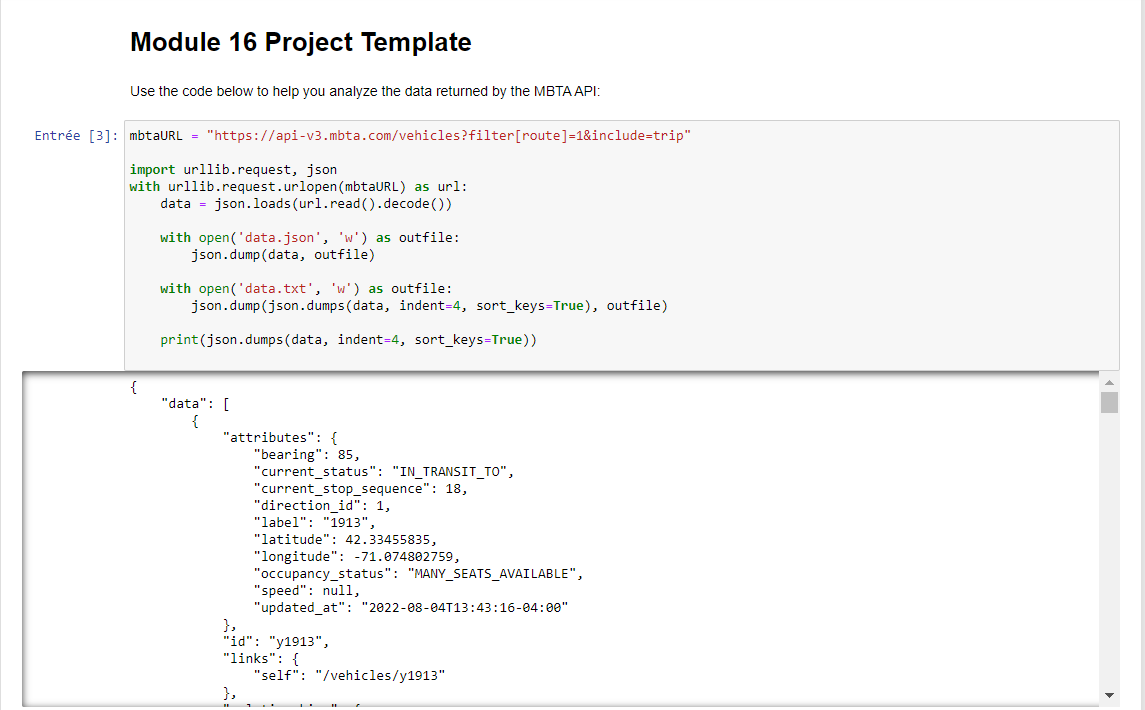 Module 16 Project Template
Use the code below to help you analyze the data returned by the MBTA API:
Entrée [3]: mbtaURL = "https://api-v3.mbta.com/vehicles?filter[route]=1&include=trip"
import urllib.request, json
with urllib.request.urlopen(mbtaURL) as url:
    data = json.loads(url.read().decode())
    with open('data.json', 'w') as outfile:
        json.dump(data, outfile)
    with open('data.txt', 'w') as outfile:
        json.dump(json.dumps(data, indent=4, sort_keys=True), outfile)
    print(json.dumps(data, indent=4, sort_keys=True))
{
    "data": [
        {
            "attributes": {
                "bearing": 85,
                "current_status": "IN_TRANSIT_TO",
                "current_stop_sequence": 18,
                "direction_id": 1,
                "label": "1913",
                "latitude": 42.33455835,
                "longitude": -71.074802759,
                "occupancy_status": "MANY_SEATS_AVAILABLE",
                "speed": null,
                "updated_at": "2022-08-04T13:43:16-04:00"
            },
            "id": "y1913",
            "links": {
                "self": "/vehicles/y1913"
            },